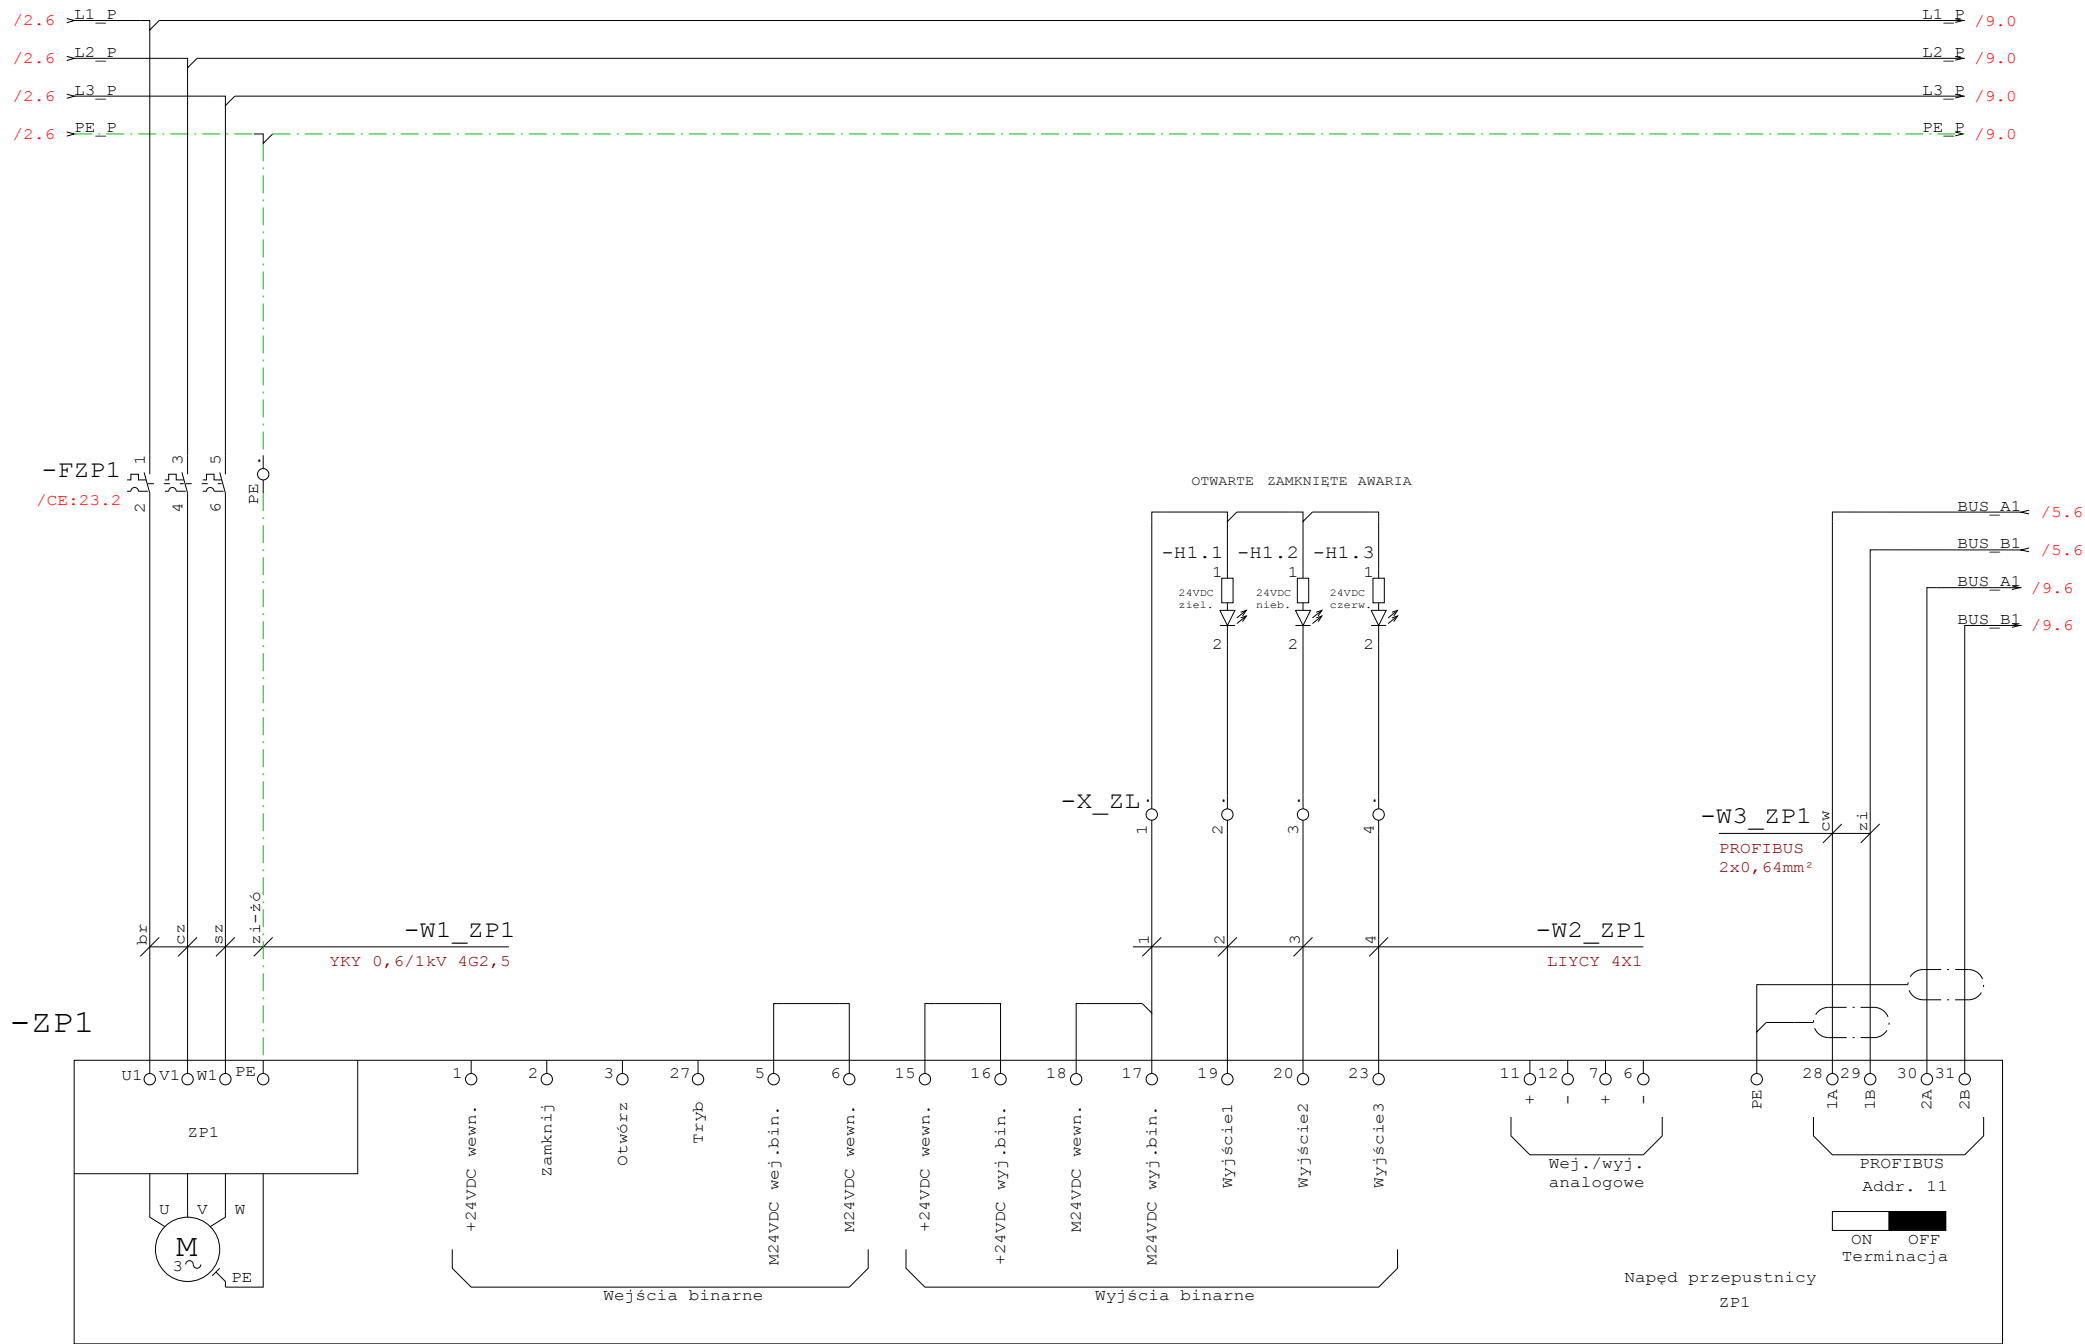 /2.6 L1_P L1_P /9.0
/2.6 L2_P L2_P /9.0
/2.6 L3_P L3_P /9.0
/2.6 PE_P PE_P /9.0
-FZP1 1 3 5 PE
/CE:23.2 2 4 6
OTWARTE ZAMKNIĘTE AWARIA
BUS_A1 /5.6
BUS_B1 /5.6
BUS_A1 /9.6
BUS_B1 /9.6
-H1.1 -H1.2 -H1.3
1 1 1
24VDC 24VDC 24VDC
ziel. nieb. czerw.
2 2 2
-X_ZL 1 2 3 4
-W3_ZP1 cw zi
PROFIBUS
2x0,64mm²
br cz sz zi-żó -W1_ZP1
YKY 0,6/1kV 4G2,5
1 2 3 4 -W2_ZP1
LIYCY 4X1
-ZP1
U1 V1 W1 PE 1 2 3 27 5 6 15 16 18 17 19 20 23 11 12 7 6 28 29 30 31
+24VDC wewn.
Zamknij
Otwórz
Tryb
M24VDC wej.bin.
M24VDC wewn.
+24VDC wewn.
+24VDC wyj.bin.
M24VDC wewn.
M24VDC wyj.bin.
Wyjście1
Wyjście2
Wyjście3
+ - + -
PE 1A 1B 2A 2B
ZP1
Wej./wyj.
analogowe
PROFIBUS
Addr. 11
U V W
M
3~
PE
ON OFF
Terminacja
Wejścia binarne
Wyjścia binarne
Napęd przepustnicy
ZP1